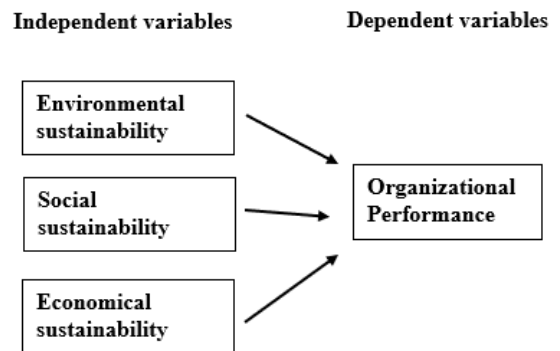 Independent variables
Dependent variables
Environmental
sustainability
Social
sustainability
Economical
sustainability
Organizational
Performance